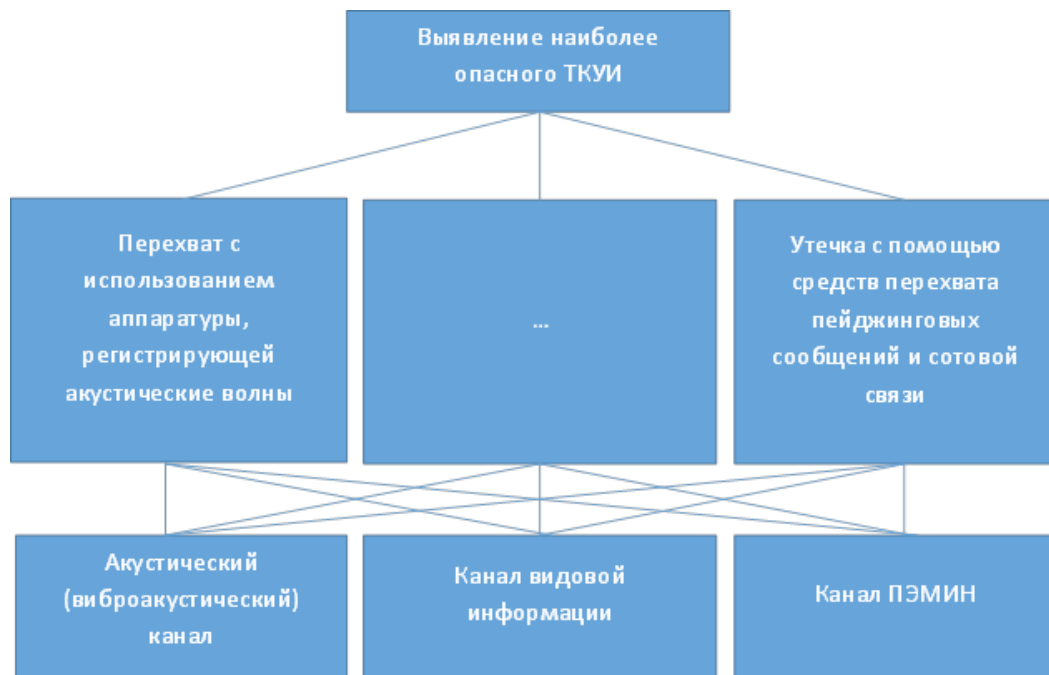 Выявление наиболее
опасного ТКУИ
Перехват с
использованием
аппаратуры,
регистрирующей
акустические волны
...
Утечка с помощью
средств перехвата
пейджинговых
сообщений и сотовой
связи
Акустический
(виброакустический)
канал
Канал видовой
информации
Канал ПЭМИН